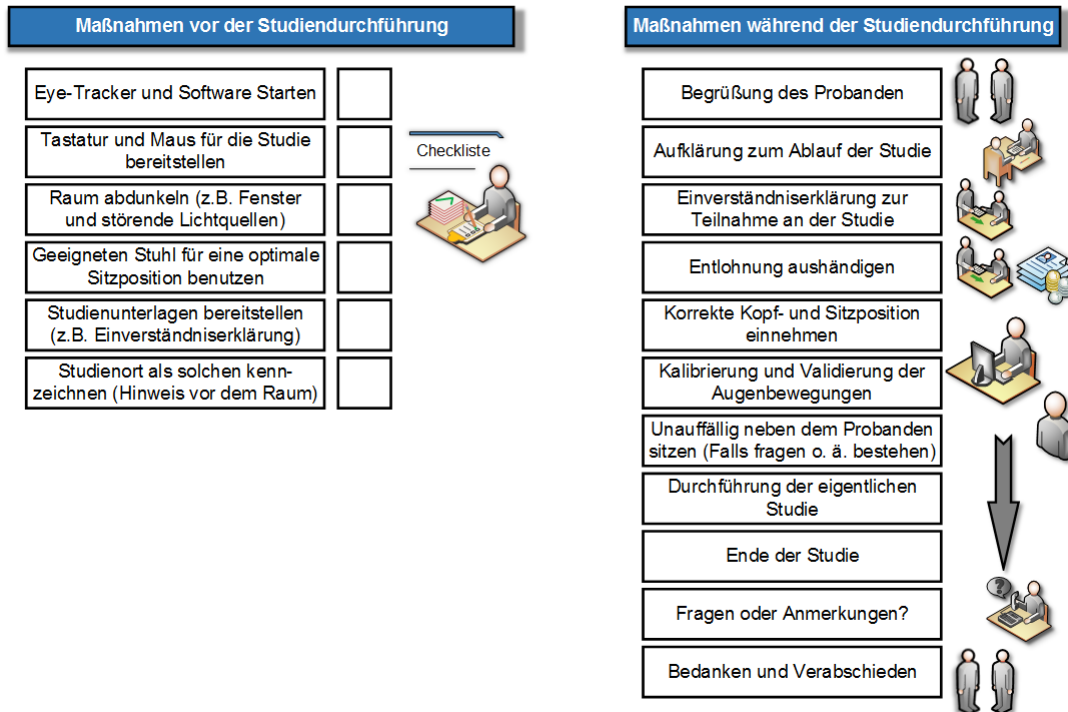 Maßnahmen vor der Studiendurchführung
Eye-Tracker und Software Starten
Tastatur und Maus für die Studie
bereitstellen
Raum abdunkeln (z.B. Fenster
und störende Lichtquellen)
Geeigneten Stuhl für eine optimale
Sitzposition benutzen
Studienunterlagen bereitstellen
(z.B. Einverständniserklärung)
Studienort als solchen kenn-
zeichnen (Hinweis vor dem Raum)
Checkliste
Maßnahmen während der Studiendurchführung
Begrüßung des Probanden
Aufklärung zum Ablauf der Studie
Einverständniserklärung zur
Teilnahme an der Studie
Entlohnung aushändigen
Korrekte Kopf- und Sitzposition
einnehmen
Kalibrierung und Validierung der
Augenbewegungen
Unauffällig neben dem Probanden
sitzen (Falls fragen o. ä. bestehen)
Durchführung der eigentlichen
Studie
Ende der Studie
Fragen oder Anmerkungen?
?
Bedanken und Verabschieden